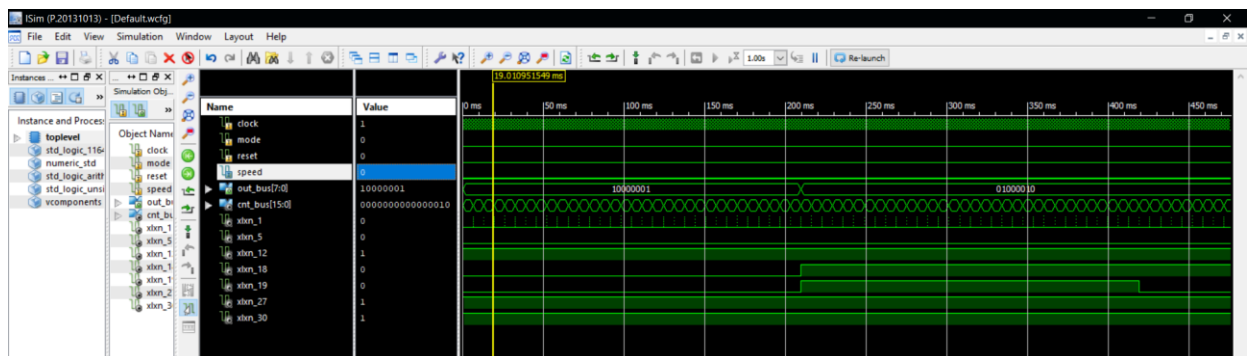 ISim (P.20131013) - [Default.wcfg]
File Edit View Simulation Window Layout Help
1.00s Re-launch
Instances ...
Simulation Obj...
19.010951549 ms
Instance and Process
Object Name
Name Value
0 ms 50 ms 100 ms 150 ms 200 ms 250 ms 300 ms 350 ms 400 ms 450 ms
toplevel
std_logic_1164
numeric_std
std_logic_arith
std_logic_unsi
vcomponents
clock
mode
reset
speed
out_bu
cnt_bu
xlxn_1
xlxn_5
xlxn_1
xlxn_1
xlxn_1
xlxn_2
xlxn_3
clock 1
mode 0
reset 0
speed 0
out_bus[7:0] 10000001 10000001 01000010
cnt_bus[15:0] 0000000000000010
xlxn_1 0
xlxn_5 0
xlxn_12 1
xlxn_18 0
xlxn_19 0
xlxn_27 1
xlxn_30 1